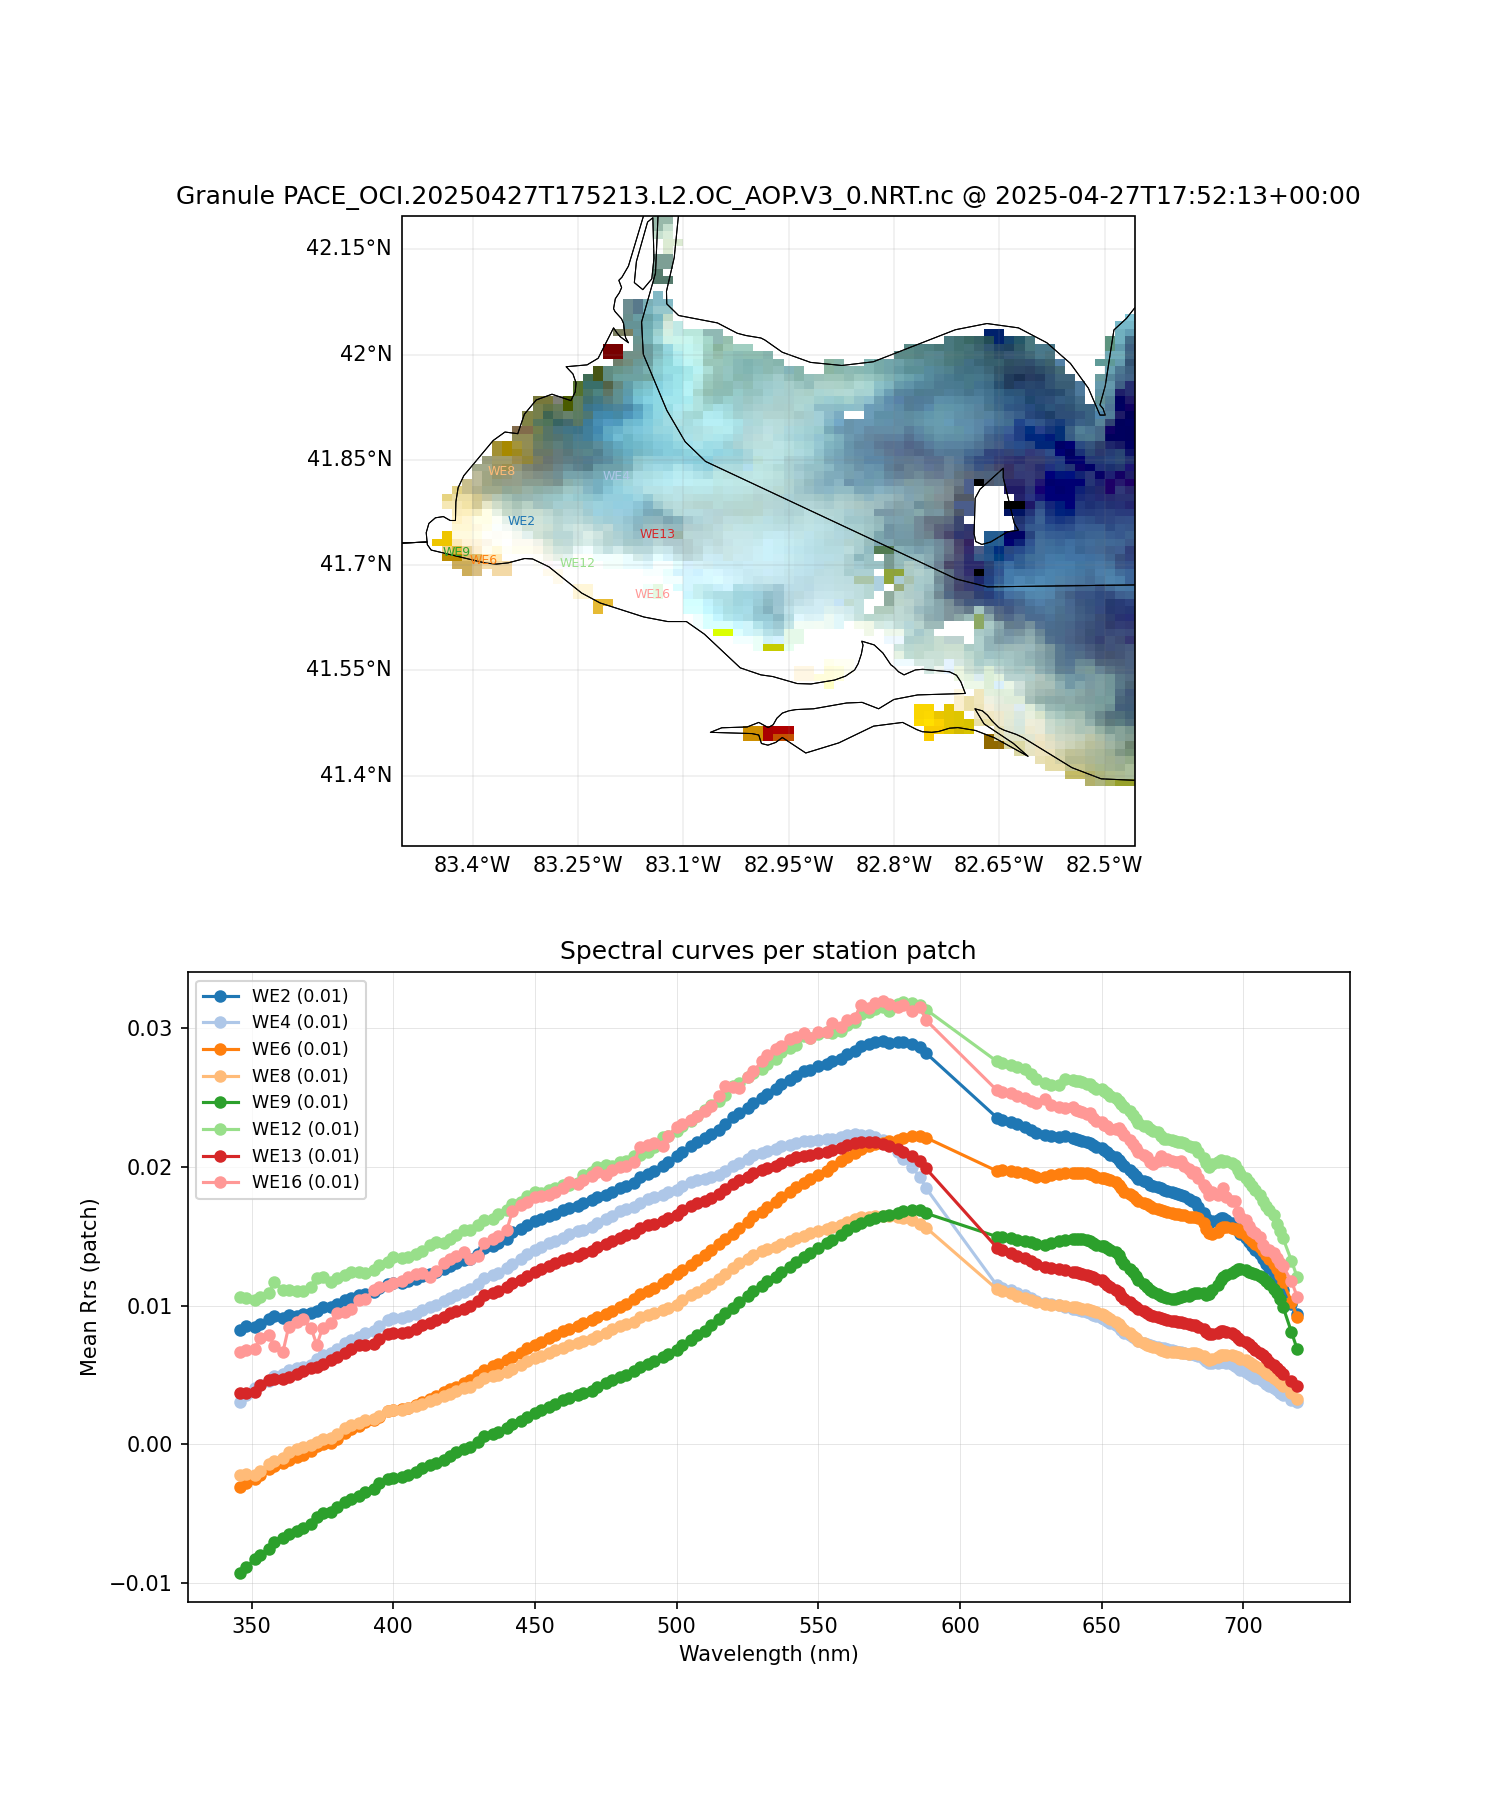 Granule PACE_OCI.20250427T175213.L2.OC_AOP.V3_0.NRT.nc @ 2025-04-27T17:52:13+00:00
42.15°N
42°N
41.85°N
41.7°N
41.55°N
41.4°N
WE8
WE2
WE13
WE9
WE6
WE12
WE16
83.4°W
83.25°W
83.1°W
82.95°W
82.8°W
82.65°W
82.5°W
Spectral curves per station patch
WE2 (0.01)
WE4 (0.01)
WE6 (0.01)
WE8 (0.01)
WE9 (0.01)
WE12 (0.01)
WE13 (0.01)
WE16 (0.01)
Mean Rrs (patch)
0.03
0.02
0.01
0.00
−0.01
350
400
450
500
550
600
650
700
Wavelength (nm)